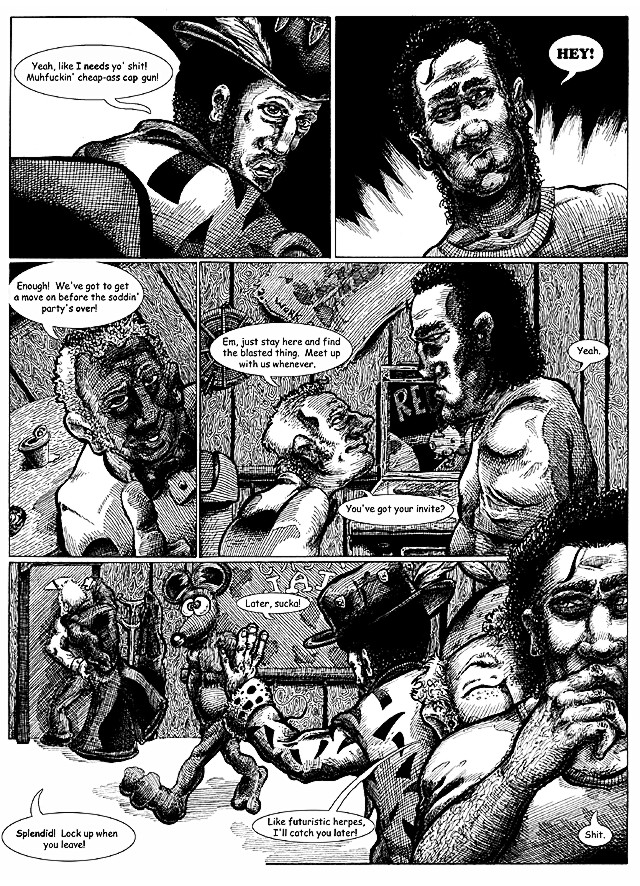 Yeah, like I needs yo' shit!
Muhfuckin' cheap-ass cap gun!
HEY!
Enough! We've got to get
a move on before the soddin'
party's over!
Em, just stay here and find
the blasted thing. Meet up
with us whenever.
Yeah.
RE
You've got your invite?
Later, sucka!
Splendid! Lock up when
you leave!
Like futuristic herpes,
I'll catch you later!
Shit.